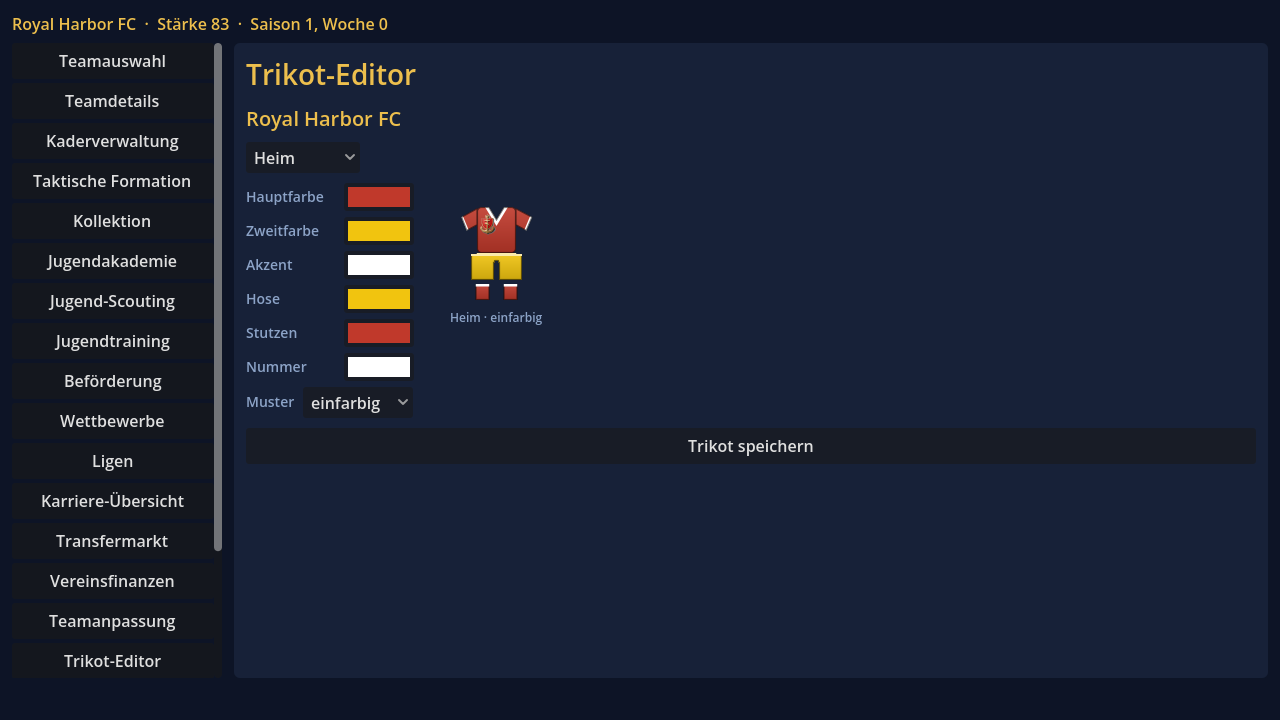 Royal Harbor FC · Stärke 83 · Saison 1, Woche 0
Teamauswahl
Teamdetails
Kaderverwaltung
Taktische Formation
Kollektion
Jugendakademie
Jugend-Scouting
Jugendtraining
Beförderung
Wettbewerbe
Ligen
Karriere-Übersicht
Transfermarkt
Vereinsfinanzen
Teamanpassung
Trikot-Editor
Trikot-Editor
Royal Harbor FC
Heim
Hauptfarbe
Zweitfarbe
Akzent
Hose
Stutzen
Nummer
Muster einfarbig
Heim · einfarbig
Trikot speichern